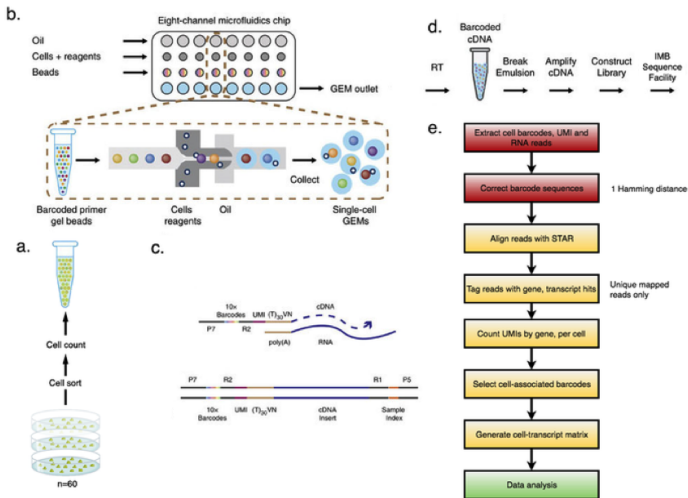 b.
Eight-channel microfluidics chip
Oil
Cells + reagents
Beads
GEM outlet
Collect
Barcoded primer
gel beads
Cells
reagents
Oil
Single-cell
GEMs
a.
Cell count
Cell sort
n=60
c.
10x
Barcodes
UMI
(T)30VN
cDNA
P7
R2
poly(A)
RNA
P7
R2
R1
P5
10x
Barcodes
UMI
(T)30VN
cDNA
Insert
Sample
Index
d.
Barcoded
cDNA
RT
Break
Emulsion
Amplify
cDNA
Construct
Library
IMB
Sequence
Facility
e.
Extract cell barcodes, UMI and
RNA reads
Correct barcode sequences
1 Hamming distance
Align reads with STAR
Tag reads with gene, transcript hits
Unique mapped
reads only
Count UMIs by gene, per cell
Select cell-associated barcodes
Generate cell-transcript matrix
Data analysis